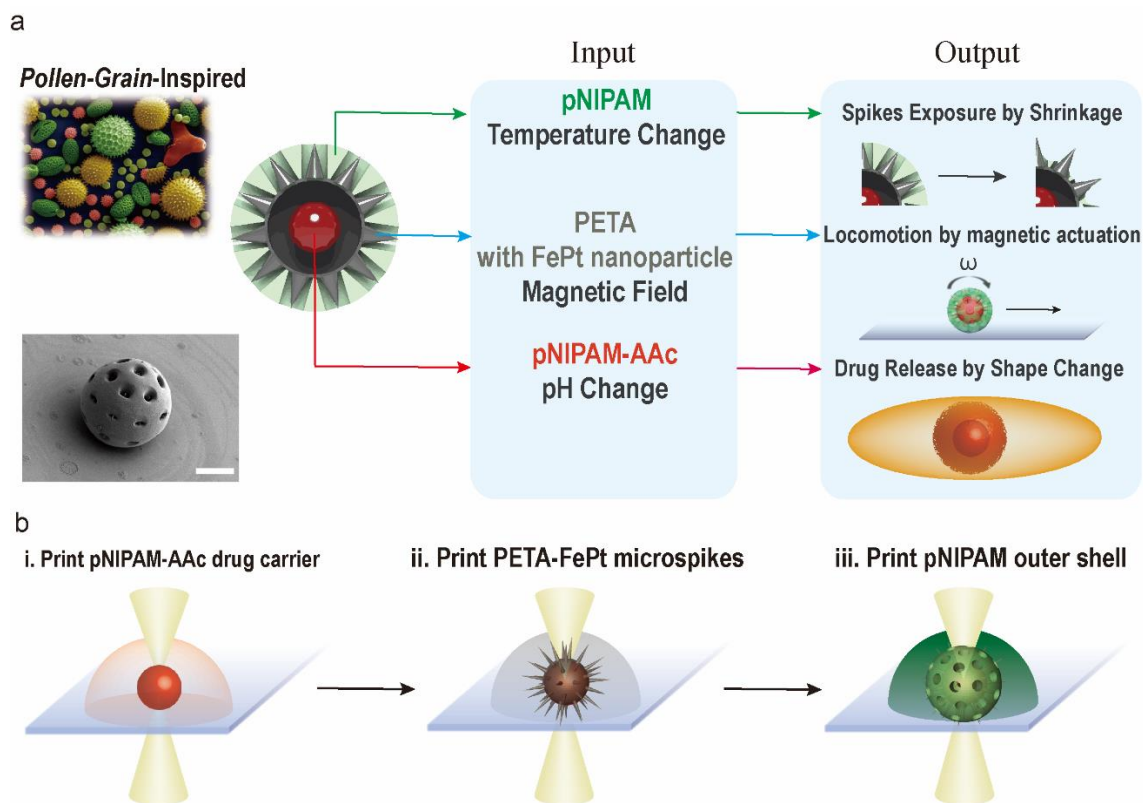 a
Pollen-Grain-Inspired
Input
pNIPAM
Temperature Change
PETA
with FePt nanoparticle
Magnetic Field
pNIPAM-AAc
pH Change
Output
Spikes Exposure by Shrinkage
Locomotion by magnetic actuation
ω
Drug Release by Shape Change
b
i. Print pNIPAM-AAc drug carrier
ii. Print PETA-FePt microspikes
iii. Print pNIPAM outer shell